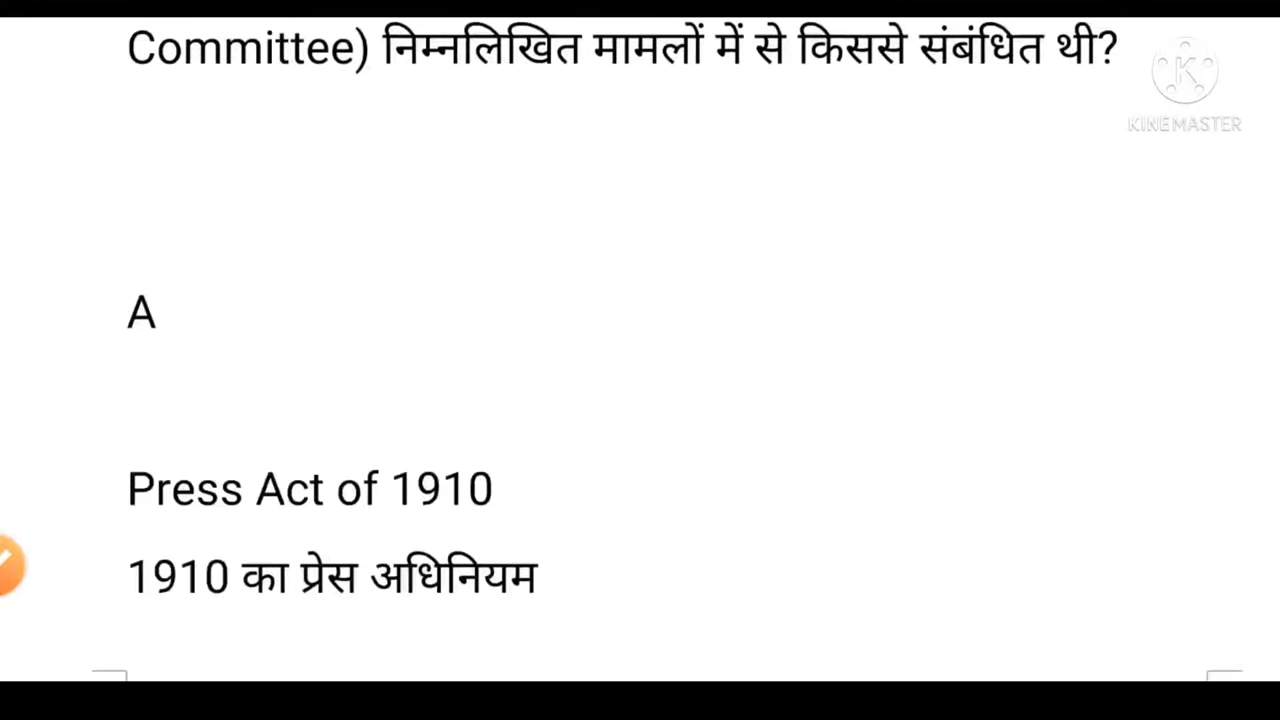 Committee) निम्नलिखित मामलों में से किससे संबंधित थी?
K
KINEMASTER
A
Press Act of 1910
1910 का प्रेस अधिनियम